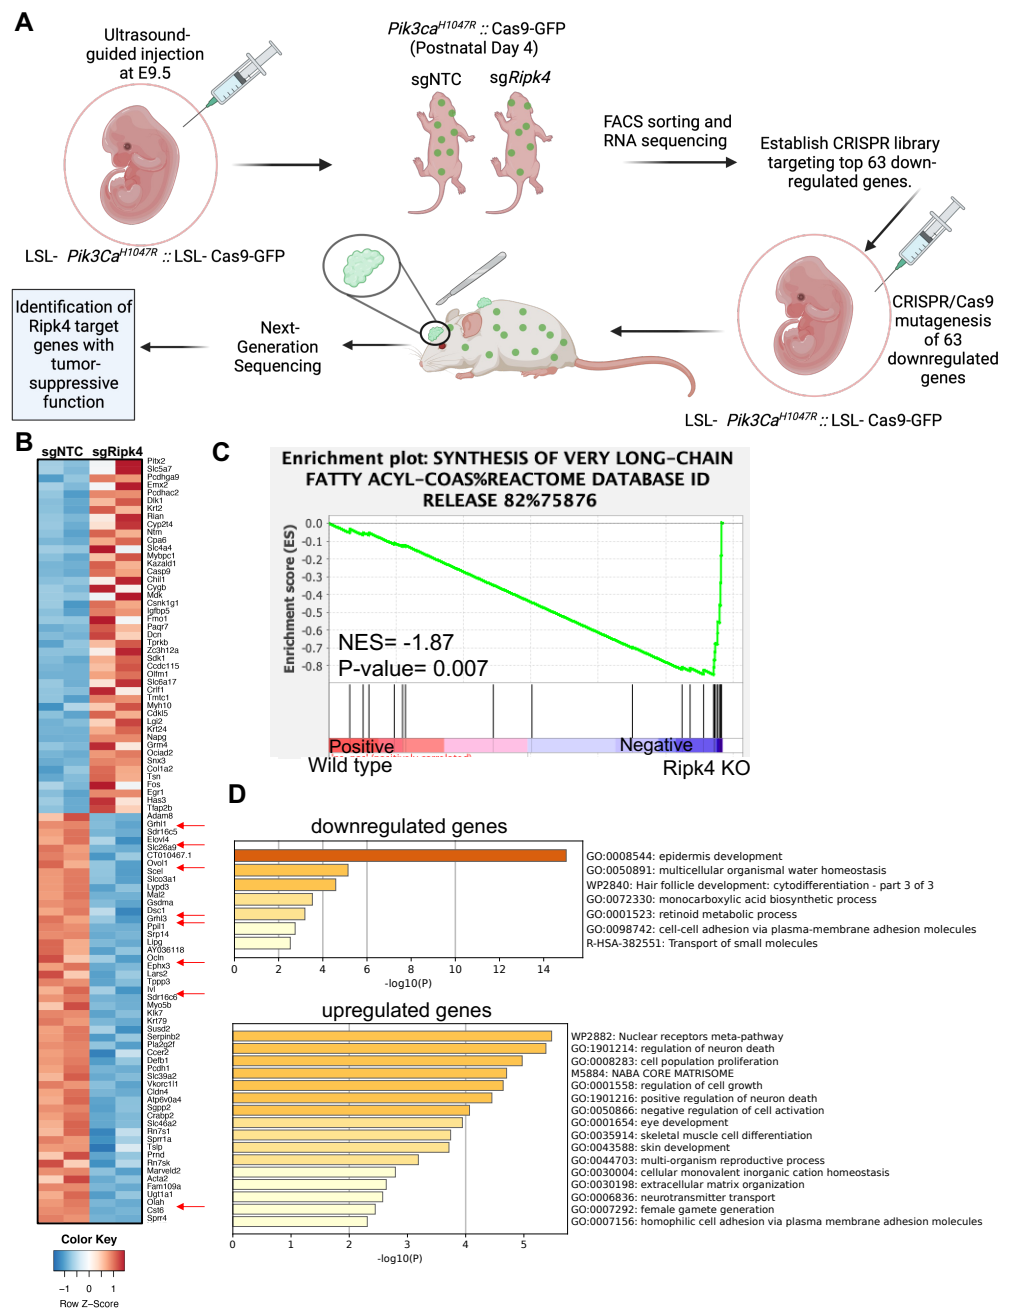 A
Ultrasound-
guided injection
at E9.5
LSL- Pik3CaH1047R :: LSL- Cas9-GFP
Pik3caH1047R :: Cas9-GFP
(Postnatal Day 4)
sgNTC
sgRipk4
FACS sorting and
RNA sequencing
Establish CRISPR library
targeting top 63 down-
regulated genes.
CRISPR/Cas9
mutagenesis
of 63
downregulated
genes
LSL- Pik3CaH1047R :: LSL- Cas9-GFP
Next-
Generation
Sequencing
Identification of
Ripk4 target
genes with
tumor-
suppressive
function
B
sgNTC sgRipk4
Pitx2
Slc5a7
Pcdhga9
Emx2
Pcdhac2
Dlk1
Krt2
Rian
Cyp2t4
Ntm
Cpa6
Slc4a4
Mybpc1
Kazald1
Casp9
Chil1
Cygb
Mdk
Csnk1g1
Igfbp5
Fmo1
Paqr7
Dcn
Tprkb
Zc3h12a
Sdk1
Ccdc115
Olfm1
Slc6a17
Crlf1
Tmtc1
Myh10
Cdkl5
Lgi2
Krt24
Napg
Grm4
Ociad2
Snx3
Col1a2
Tsn
Fos
Egr1
Has3
Tfap2b
Adam8
Grhl1
Sdr16c5
Elovl4
Slc26a9
CT010467.1
Ovol1
Scel
Slco3a1
Lypd3
Mal2
Gsdma
Dsc1
Grhl3
Ppil1
Srp14
Lipg
AY036118
Ocln
Ephx3
Lars2
Tppp3
Ivl
Sdr16c6
Myo5b
Klk7
Krt79
Susd2
Serpinb2
Pla2g2f
Ccer2
Defb1
Pcdh1
Slc39a2
Vkorc1l1
Cldn4
Atp6v0a4
Sgpp2
Crabp2
Slc46a2
Rn7s1
Sprr1a
Tslp
Prnd
Rn7sk
Marveld2
Acta2
Fam109a
Ugt1a1
Olah
Cst6
Sprr4
Color Key
−1 0 1
Row Z−Score
C
Enrichment plot: SYNTHESIS OF VERY LONG-CHAIN
FATTY ACYL-COAS%REACTOME DATABASE ID
RELEASE 82%75876
Enrichment score (ES)
0.0
-0.1
-0.2
-0.3
-0.4
-0.5
-0.6
-0.7
-0.8
NES= -1.87
P-value= 0.007
Positive
Negative
Wild type
Ripk4 KO
D
downregulated genes
GO:0008544: epidermis development
GO:0050891: multicellular organismal water homeostasis
WP2840: Hair follicle development: cytodifferentiation - part 3 of 3
GO:0072330: monocarboxylic acid biosynthetic process
GO:0001523: retinoid metabolic process
GO:0098742: cell-cell adhesion via plasma-membrane adhesion molecules
R-HSA-382551: Transport of small molecules
0 2 4 6 8 10 12 14
-log10(P)
upregulated genes
WP2882: Nuclear receptors meta-pathway
GO:1901214: regulation of neuron death
GO:0008283: cell population proliferation
M5884: NABA CORE MATRISOME
GO:0001558: regulation of cell growth
GO:1901216: positive regulation of neuron death
GO:0050866: negative regulation of cell activation
GO:0001654: eye development
GO:0035914: skeletal muscle cell differentiation
GO:0043588: skin development
GO:0044703: multi-organism reproductive process
GO:0030004: cellular monovalent inorganic cation homeostasis
GO:0030198: extracellular matrix organization
GO:0006836: neurotransmitter transport
GO:0007292: female gamete generation
GO:0007156: homophilic cell adhesion via plasma membrane adhesion molecules
0 1 2 3 4 5
-log10(P)